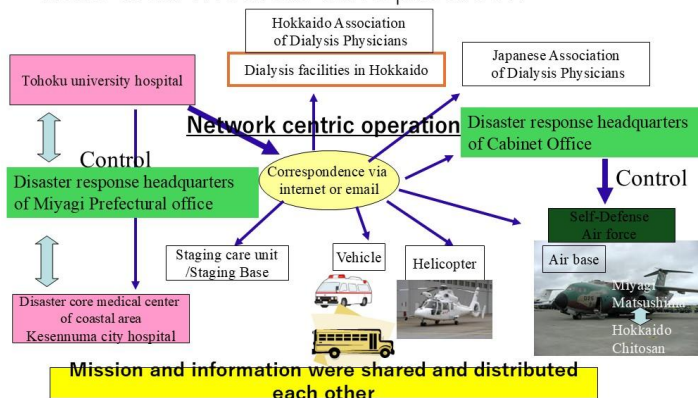 Hokkaido Association
of Dialysis Physicians
Dialysis facilities in Hokkaido
Japanese Association
of Dialysis Physicians
Tohoku university hospital
Network centric operation
Disaster response headquarters
of Cabinet Office
Control
Correspondence via
internet or email
Control
Disaster response headquarters
of Miyagi Prefectural office
Self-Defense
Air force
Staging care unit
/Staging Base
Vehicle
Helicopter
Air base
Miyagi
Matsushima
Hokkaido
Chitosan
Disaster core medical center
of coastal area
Kesennuma city hospital
Mission and information were shared and distributed
each other